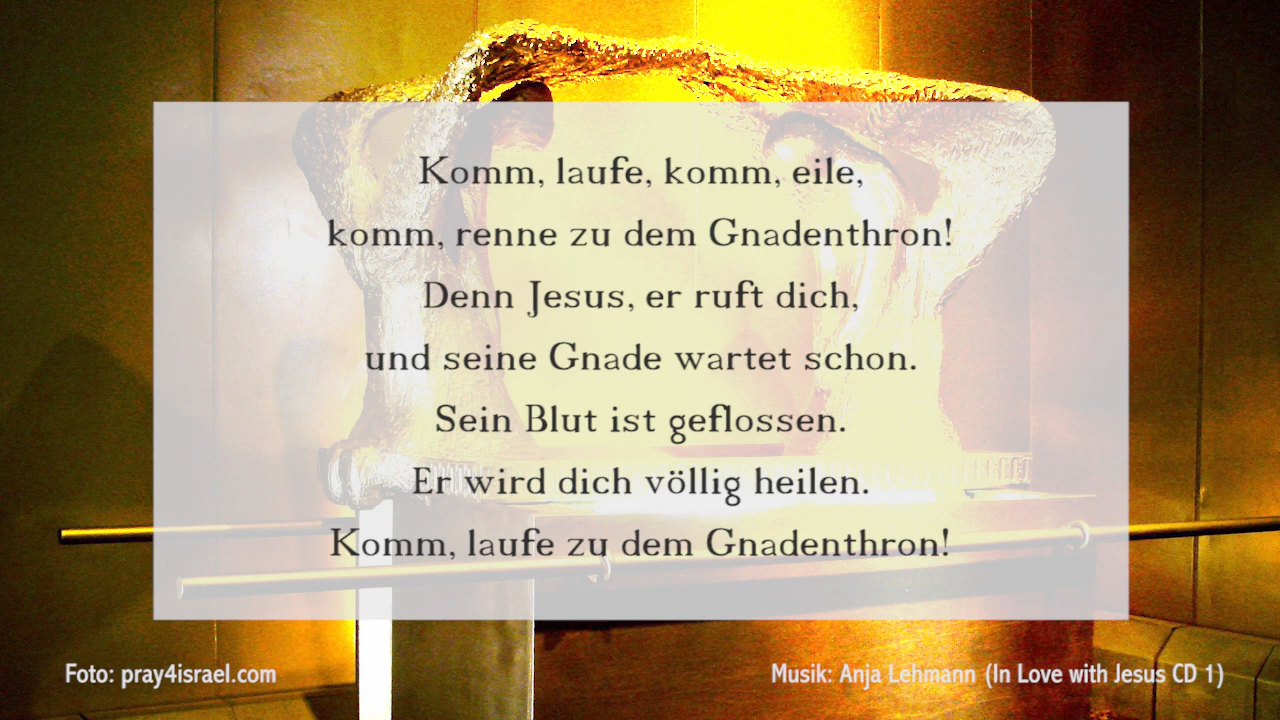 Komm, laufe, komm, eile,
komm, renne zu dem Gnadenthron!
Denn Jesus, er ruft dich,
und seine Gnade wartet schon.
Sein Blut ist geflossen.
Er wird dich völlig heilen.
Komm, laufe zu dem Gnadenthron!
Foto: pray4israel.com
Musik: Anja Lehmann (In Love with Jesus CD 1)